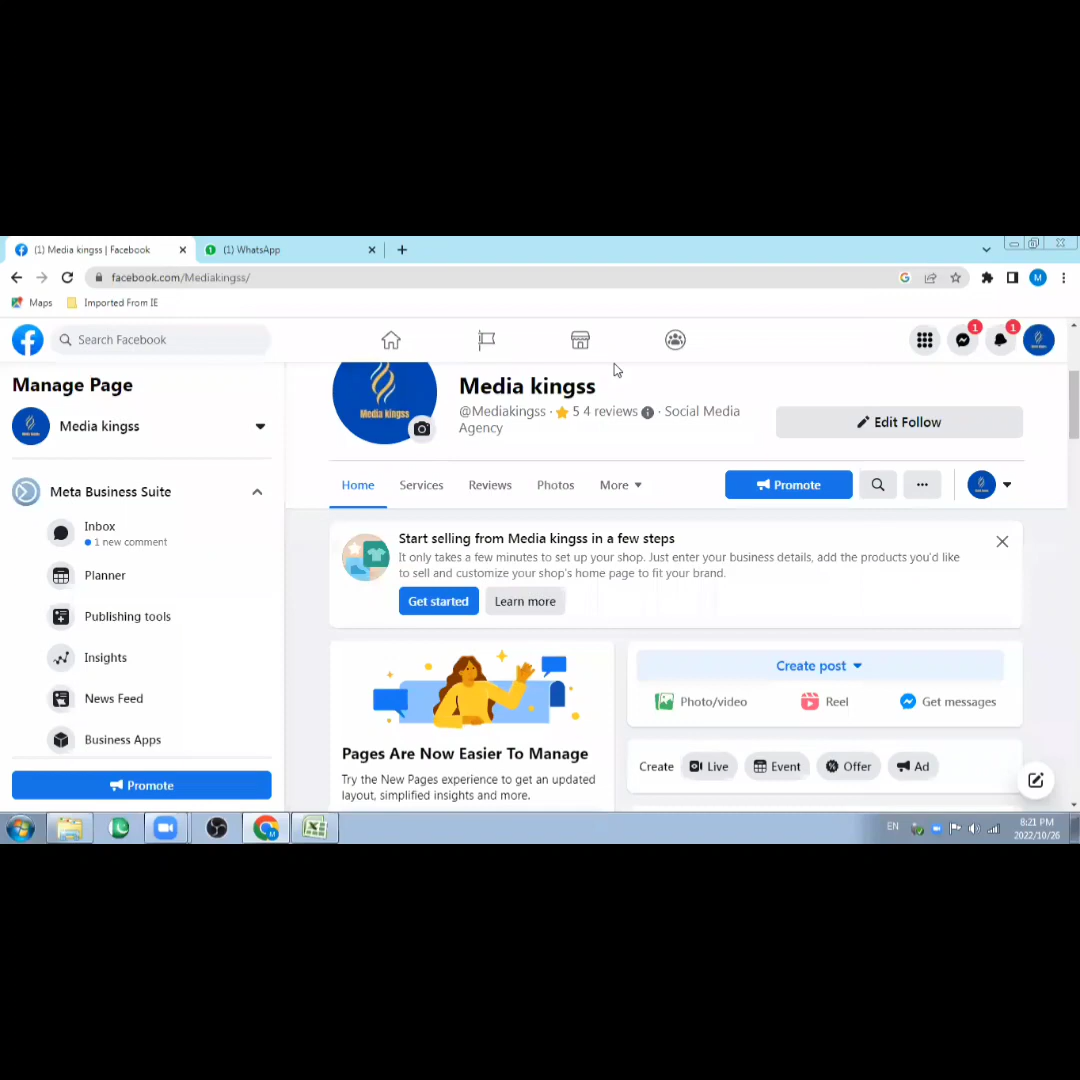 (1) Media kingss | Facebook
(1) WhatsApp
facebook.com/Mediakingss/
M
Maps
Imported From IE
Search Facebook
1
1
Manage Page
Media kingss
Meta Business Suite
Inbox
1 new comment
Planner
Publishing tools
Insights
News Feed
Business Apps
Promote
Media kingss
Media kingss
@Mediakingss · 5 4 reviews · Social Media
Agency
Edit Follow
Home
Services
Reviews
Photos
More
Promote
Start selling from Media kingss in a few steps
It only takes a few minutes to set up your shop. Just enter your business details, add the products you'd like
to sell and customize your shop's home page to fit your brand.
Get started
Learn more
Pages Are Now Easier To Manage
Try the New Pages experience to get an updated
layout, simplified insights and more.
Create post
Photo/video
Reel
Get messages
Create
Live
Event
Offer
Ad
EN
8:21 PM
2022/10/26